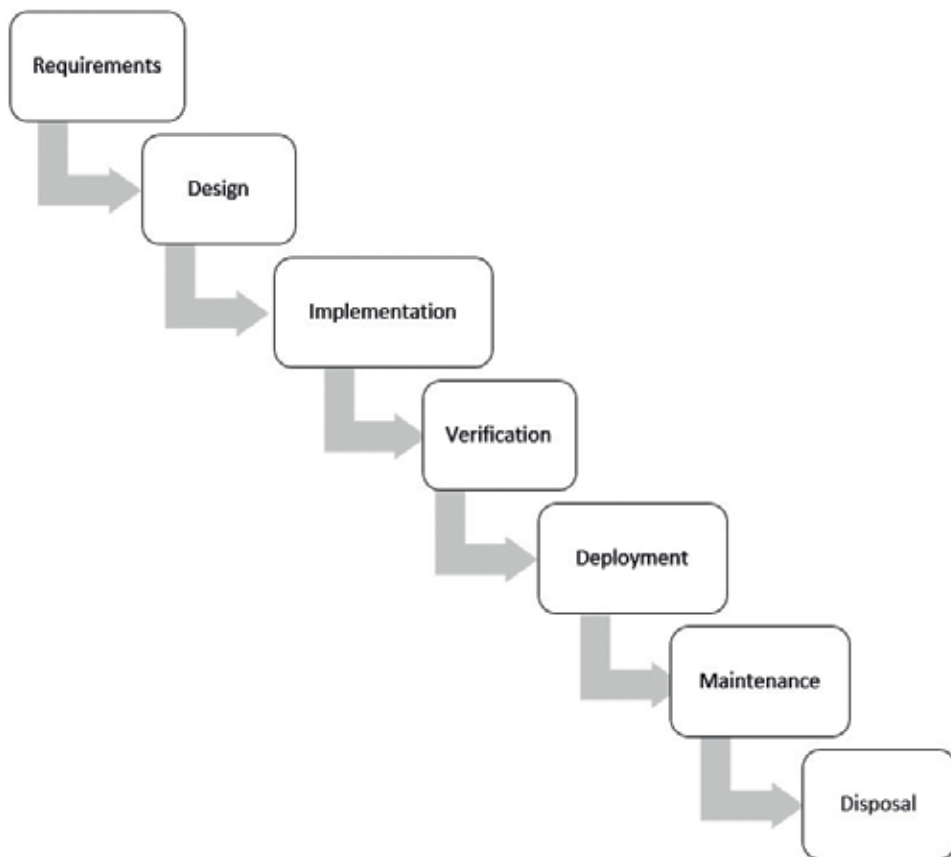 Requirements
Design
Implementation
Verification
Deployment
Maintenance
Disposal